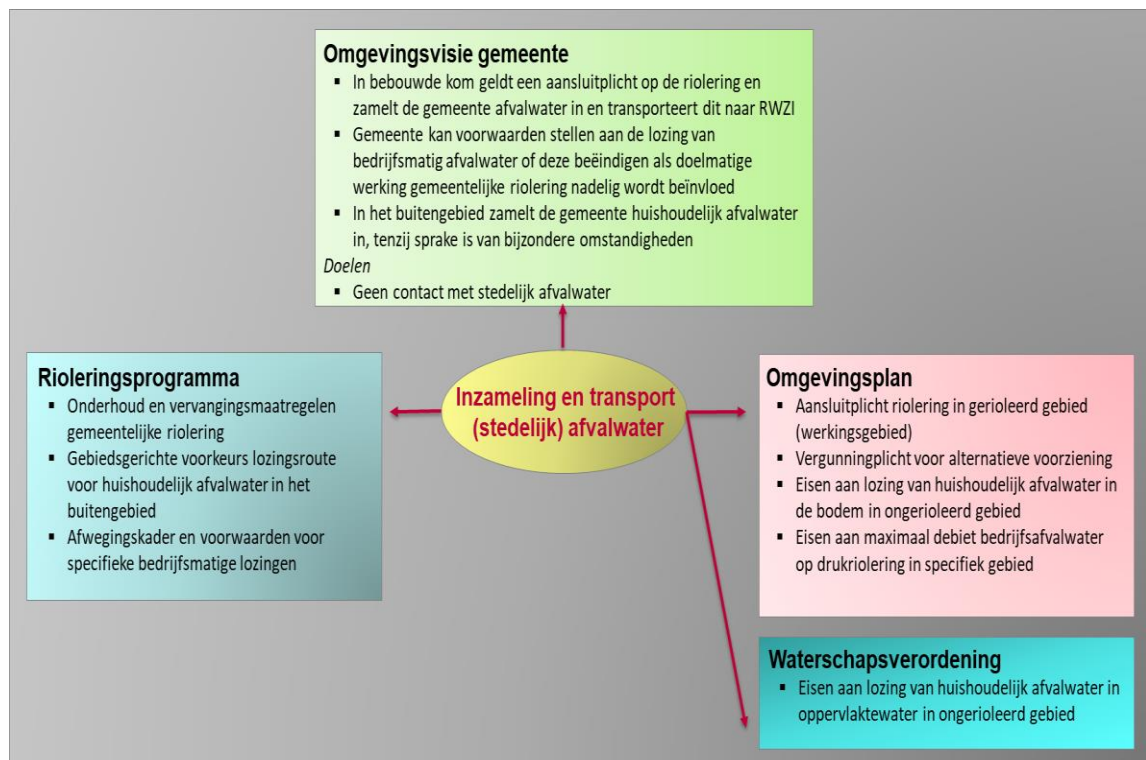 Omgevingsvisie gemeente
▪ In bebouwde kom geldt een aansluitplicht op de riolering en
zamelt de gemeente afvalwater in en transporteert dit naar RWZI
▪ Gemeente kan voorwaarden stellen aan de lozing van
bedrijfsmatig afvalwater of deze beëindigen als doelmatige
werking gemeentelijke riolering nadelig wordt beïnvloed
▪ In het buitengebied zamelt de gemeente huishoudelijk afvalwater
in, tenzij sprake is van bijzondere omstandigheden
Doelen
▪ Geen contact met stedelijk afvalwater
Rioleringsprogramma
▪ Onderhoud en vervangingsmaatregelen
gemeentelijke riolering
▪ Gebiedsgerichte voorkeurs lozingsroute
voor huishoudelijk afvalwater in het
buitengebied
▪ Afwegingskader en voorwaarden voor
specifieke bedrijfsmatige lozingen
Inzameling en transport
(stedelijk) afvalwater
Omgevingsplan
▪ Aansluitplicht riolering in gerioleerd gebied
(werkingsgebied)
▪ Vergunningplicht voor alternatieve voorziening
▪ Eisen aan lozing van huishoudelijk afvalwater in
de bodem in ongerioleerd gebied
▪ Eisen aan maximaal debiet bedrijfsafvalwater
op drukriolering in specifiek gebied
Waterschapsverordening
▪ Eisen aan lozing van huishoudelijk afvalwater in
oppervlaktewater in ongerioleerd gebied